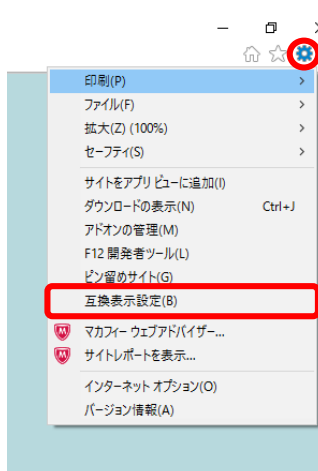 印刷(P)
ファイル(F)
拡大(Z) (100%)
セーフティ(S)
サイトをアプリ ビューに追加(I)
ダウンロードの表示(N) Ctrl+J
アドオンの管理(M)
F12 開発者ツール(L)
ピン留めサイト(G)
互換表示設定(B)
マカフィー ウェブアドバイザー...
サイトレポートを表示...
インターネット オプション(O)
バージョン情報(A)